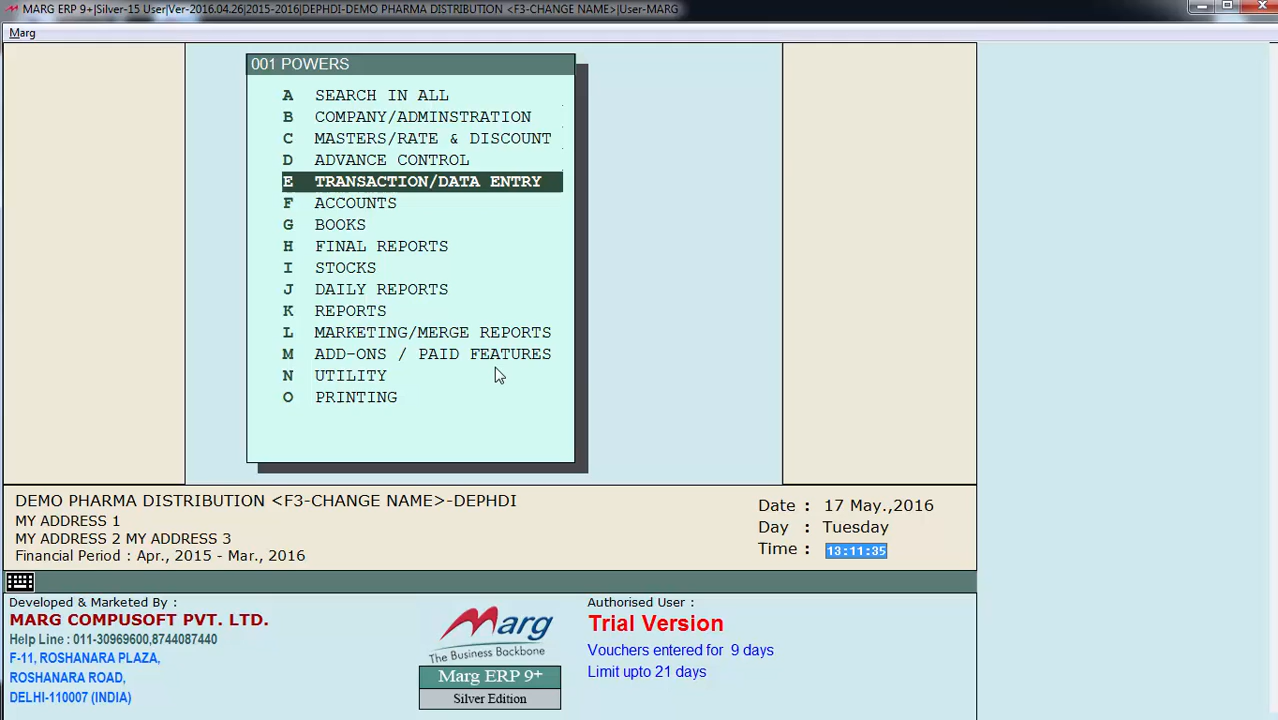 MARG ERP 9+|Silver-15 User|Ver-2016.04.26|2015-2016|DEPHDI-DEMO PHARMA DISTRIBUTION <F3-CHANGE NAME>|User-MARG
Marg
001 POWERS
A SEARCH IN ALL
B COMPANY/ADMINSTRATION
C MASTERS/RATE & DISCOUNT
D ADVANCE CONTROL
E TRANSACTION/DATA ENTRY
F ACCOUNTS
G BOOKS
H FINAL REPORTS
I STOCKS
J DAILY REPORTS
K REPORTS
L MARKETING/MERGE REPORTS
M ADD-ONS / PAID FEATURES
N UTILITY
O PRINTING
DEMO PHARMA DISTRIBUTION <F3-CHANGE NAME>-DEPHDI
MY ADDRESS 1
MY ADDRESS 2 MY ADDRESS 3
Financial Period : Apr., 2015 - Mar., 2016
Date : 17 May.,2016
Day : Tuesday
Time : 13:11:35
Developed & Marketed By :
MARG COMPUSOFT PVT. LTD.
Help Line : 011-30969600,8744087440
F-11, ROSHANARA PLAZA,
ROSHANARA ROAD,
DELHI-110007 (INDIA)
Marg
The Business Backbone
Marg ERP 9+
Silver Edition
Authorised User :
Trial Version
Vouchers entered for 9 days
Limit upto 21 days